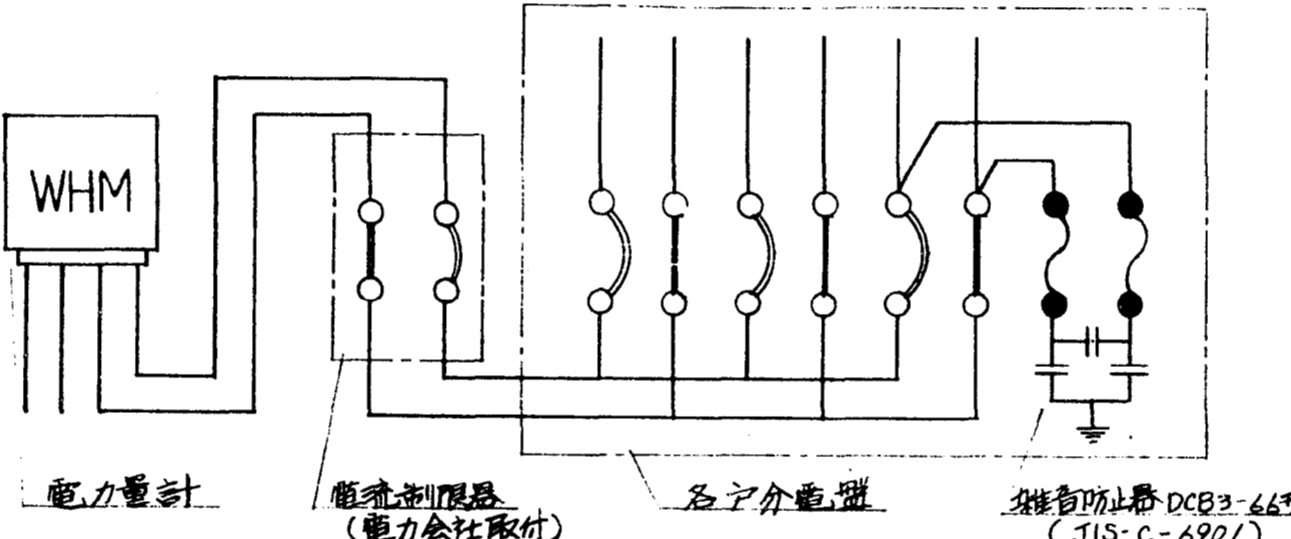 WHM
電力量計
電流制限器
(電力会社取付)
各戸分電盤
雑音防止器 DCB3-66
(JIS-C-6901)